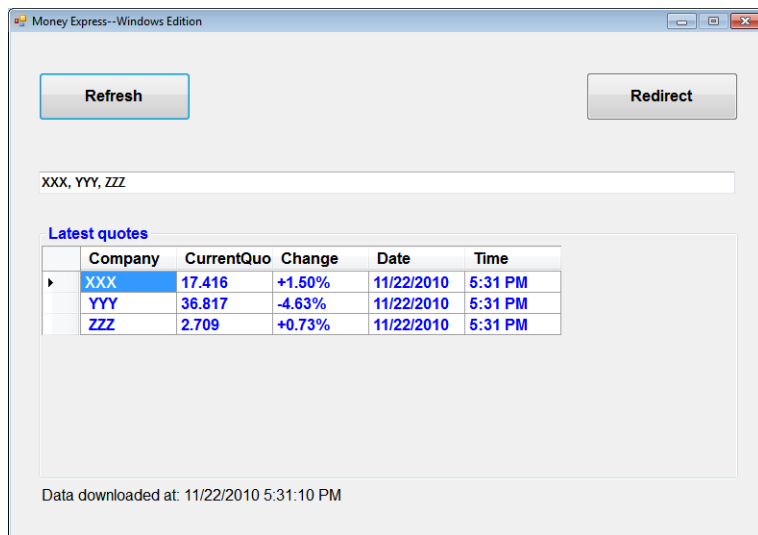 Money Express--Windows Edition
Refresh
Redirect
XXX, YYY, ZZZ
Latest quotes
Company CurrentQuo Change Date Time
XXX 17.416 +1.50% 11/22/2010 5:31 PM
YYY 36.817 -4.63% 11/22/2010 5:31 PM
ZZZ 2.709 +0.73% 11/22/2010 5:31 PM
Data downloaded at: 11/22/2010 5:31:10 PM